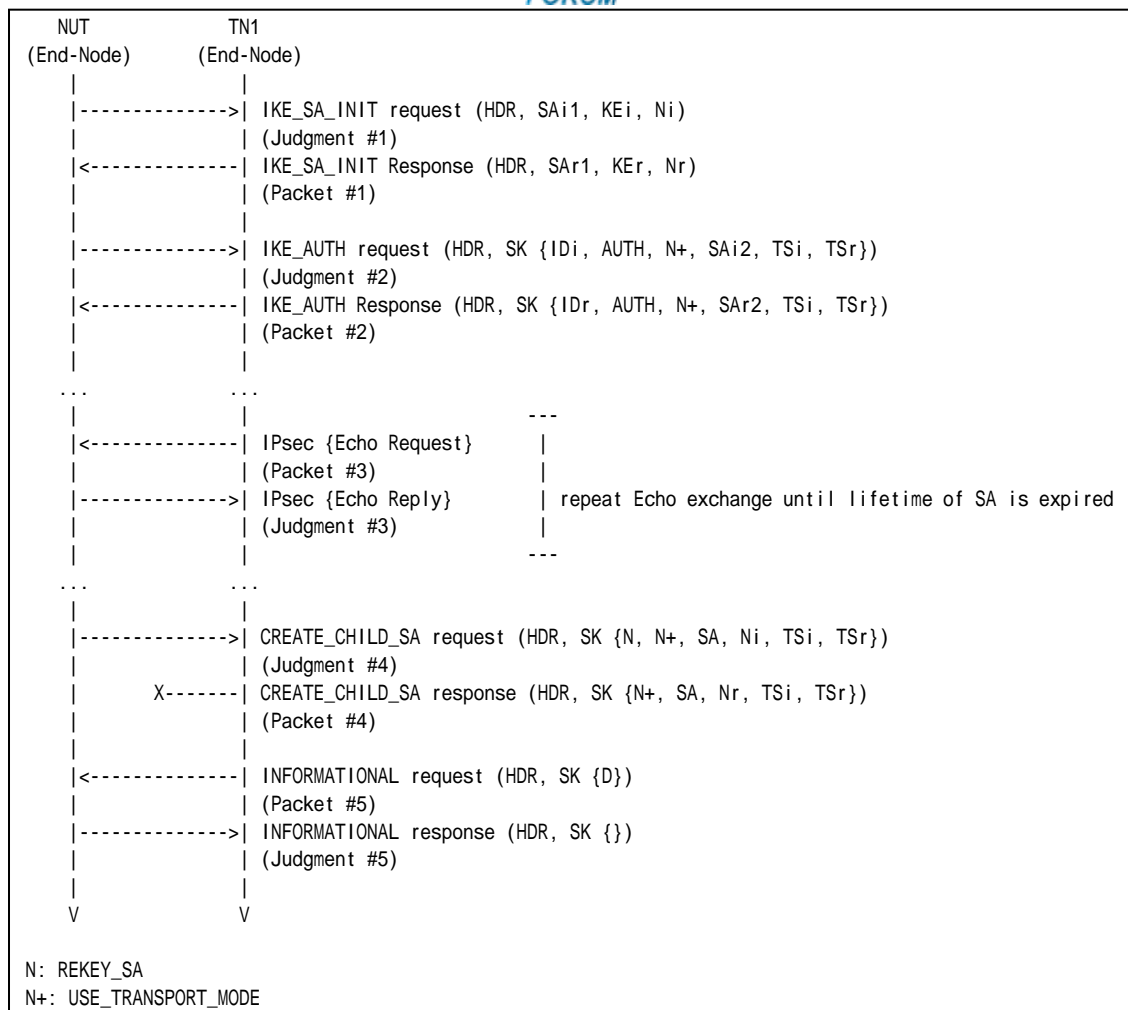 FORUM
NUT TN1
(End-Node) (End-Node)
| |
|-------------->| IKE_SA_INIT request (HDR, SAi1, KEi, Ni)
| | (Judgment #1)
|<--------------| IKE_SA_INIT Response (HDR, SAr1, KEr, Nr)
| | (Packet #1)
| |
|-------------->| IKE_AUTH request (HDR, SK {IDi, AUTH, N+, SAi2, TSi, TSr})
| | (Judgment #2)
|<--------------| IKE_AUTH Response (HDR, SK {IDr, AUTH, N+, SAr2, TSi, TSr})
| | (Packet #2)
| |
... ...
| | ---
|<--------------| IPsec {Echo Request} |
| | (Packet #3) |
|-------------->| IPsec {Echo Reply} | repeat Echo exchange until lifetime of SA is expired
| | (Judgment #3) |
| | ---
... ...
| |
|-------------->| CREATE_CHILD_SA request (HDR, SK {N, N+, SA, Ni, TSi, TSr})
| | (Judgment #4)
| X-------| CREATE_CHILD_SA response (HDR, SK {N+, SA, Nr, TSi, TSr})
| | (Packet #4)
| |
|<--------------| INFORMATIONAL request (HDR, SK {D})
| | (Packet #5)
|-------------->| INFORMATIONAL response (HDR, SK {})
| | (Judgment #5)
| |
V V
N: REKEY_SA
N+: USE_TRANSPORT_MODE